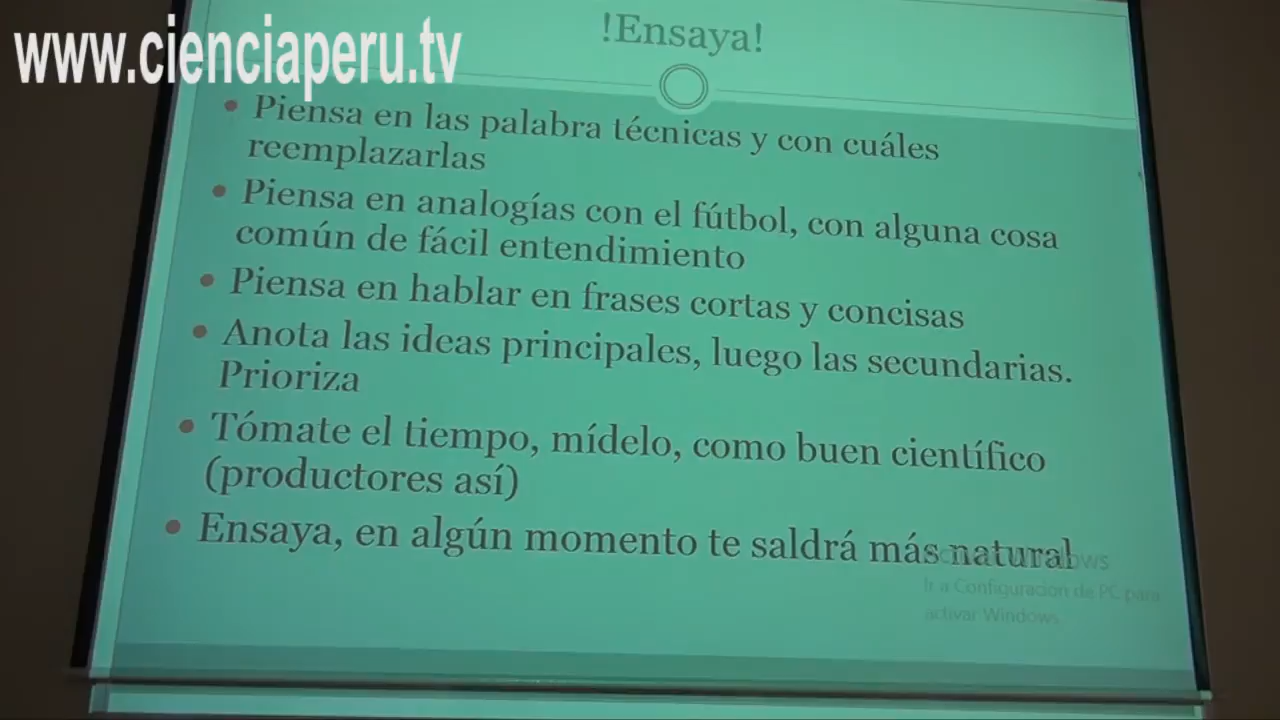 www.cienciaperu.tv
!Ensaya!
Piensa en las palabra técnicas y con cuáles
reemplazarlas
Piensa en analogías con el fútbol, con alguna cosa
común de fácil entendimiento
Piensa en hablar en frases cortas y concisas
Anota las ideas principales, luego las secundarias.
Prioriza
Tómate el tiempo, mídelo, como buen científico
(productores así)
Ensaya, en algún momento te saldrá más natural
Ir a Configuración de PC para
activar Windows